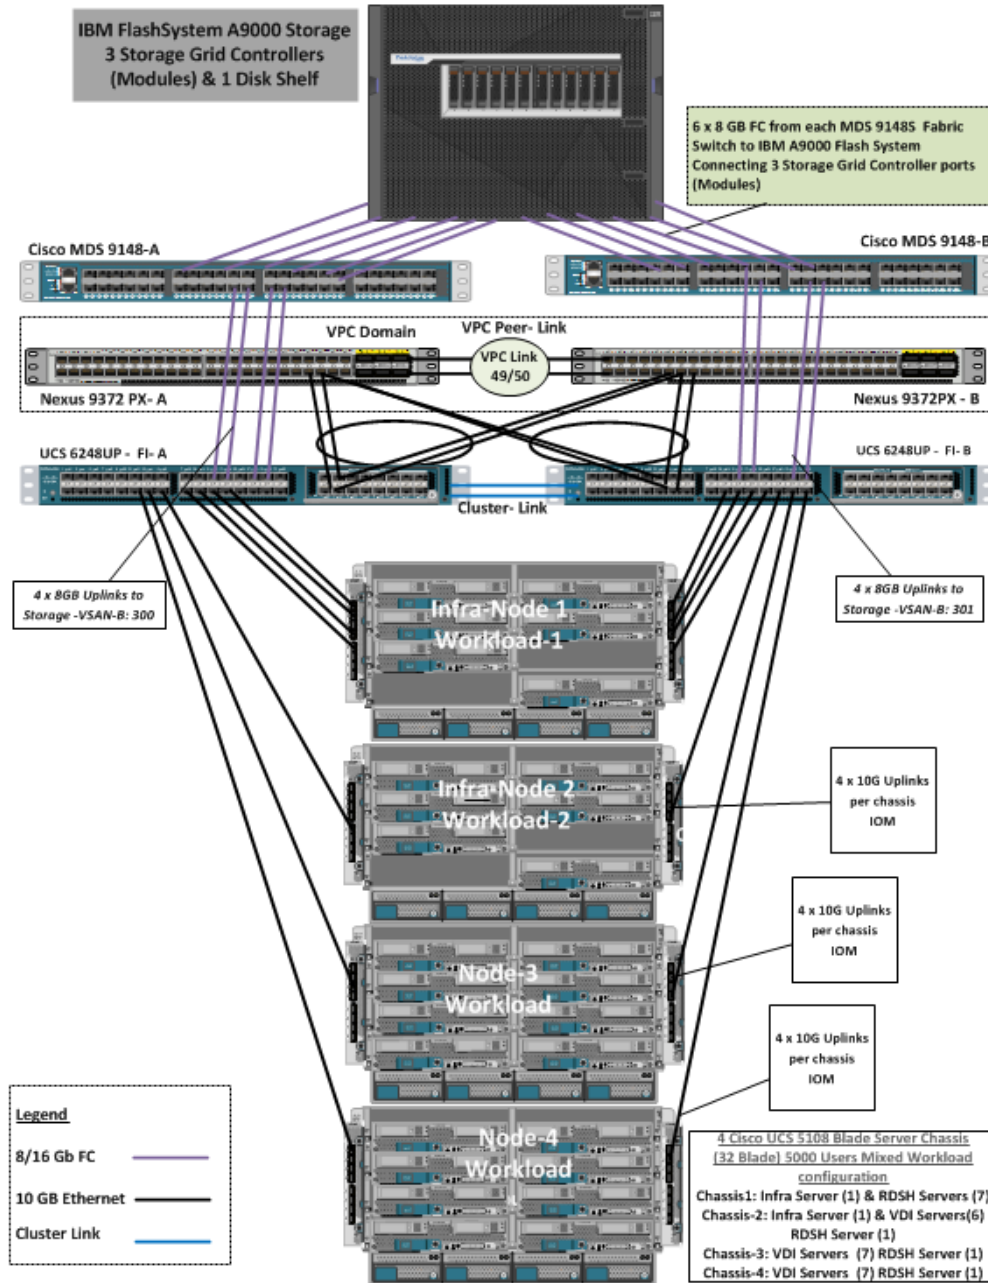 IBM FlashSystem A9000 Storage
3 Storage Grid Controllers
(Modules) & 1 Disk Shelf
6 x 8 GB FC from each MDS 9148S Fabric
Switch to IBM A9000 Flash System
Connecting 3 Storage Grid Controller ports
(Modules)
Cisco MDS 9148-A
Cisco MDS 9148-B
VPC Domain
VPC Peer- Link
VPC Link
49/50
Nexus 9372 PX- A
Nexus 9372PX - B
UCS 6248UP - FI- A
UCS 6248UP - FI- B
Cluster- Link
4 x 8GB Uplinks to
Storage -VSAN-B: 300
4 x 8GB Uplinks to
Storage -VSAN-B: 301
Infra-Node 1
Workload-1
Infra-Node 2
Workload-2
4 x 10G Uplinks
per chassis
IOM
Node-3
Workload
4 x 10G Uplinks
per chassis
IOM
4 x 10G Uplinks
per chassis
IOM
Node-4
Workload
Legend
8/16 Gb FC
10 GB Ethernet
Cluster Link
4 Cisco UCS 5108 Blade Server Chassis
(32 Blade) 5000 Users Mixed Workload
configuration
Chassis1: Infra Server (1) & RDSH Servers (7)
Chassis-2: Infra Server (1) & VDI Servers(6)
RDSH Server (1)
Chassis-3: VDI Servers (7) RDSH Server (1)
Chassis-4: VDI Servers (7) RDSH Server (1)